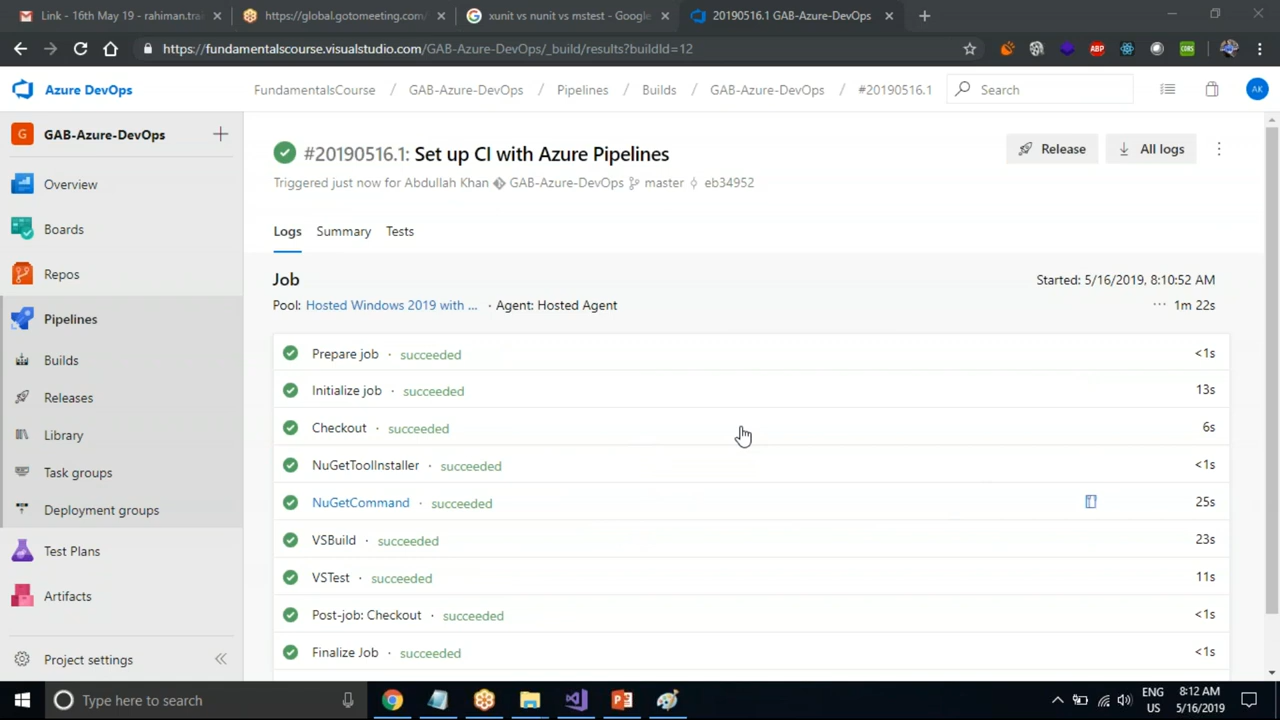 Link - 16th May 19 - rahiman.tra
https://global.gotomeeting.com/
xunit vs nunit vs mstest - Google
20190516.1 GAB-Azure-DevOps
https://fundamentalscourse.visualstudio.com/GAB-Azure-DevOps/_build/results?buildId=12
ABP
CORS
Azure DevOps
FundamentalsCourse / GAB-Azure-DevOps / Pipelines / Builds / GAB-Azure-DevOps / #20190516.1
Search
AK
G GAB-Azure-DevOps
Overview
Boards
Repos
Pipelines
Builds
Releases
Library
Task groups
Deployment groups
Test Plans
Artifacts
Project settings
#20190516.1: Set up CI with Azure Pipelines
Release
All logs
Triggered just now for Abdullah Khan GAB-Azure-DevOps master eb34952
Logs Summary Tests
Job
Started: 5/16/2019, 8:10:52 AM
Pool: Hosted Windows 2019 with ... · Agent: Hosted Agent
··· 1m 22s
Prepare job · succeeded <1s
Initialize job · succeeded 13s
Checkout · succeeded 6s
NuGetToolInstaller · succeeded <1s
NuGetCommand · succeeded 25s
VSBuild · succeeded 23s
VSTest · succeeded 11s
Post-job: Checkout · succeeded <1s
Finalize Job · succeeded <1s
Type here to search
ENG
US
8:12 AM
5/16/2019